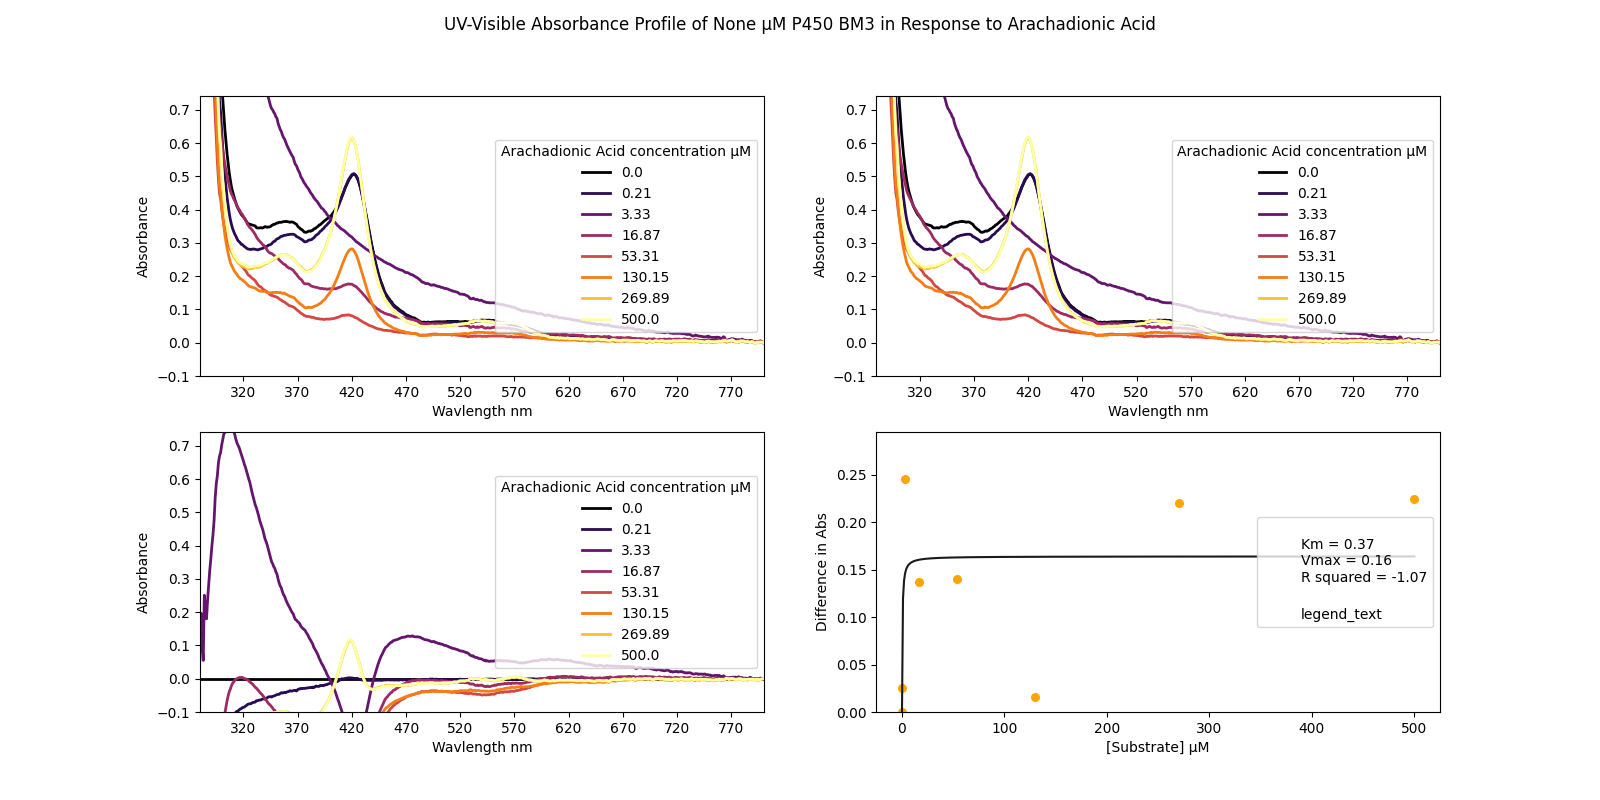 UV-Visible Absorbance Profile of None μM P450 BM3 in Response to Arachadionic Acid
0.7
0.6
0.5
0.4
0.3
0.2
0.1
0.0
−0.1
Absorbance
Arachadionic Acid concentration μM
0.0
0.21
3.33
16.87
53.31
130.15
269.89
500.0
320 370 420 470 520 570 620 670 720 770
Wavlength nm
0.7
0.6
0.5
0.4
0.3
0.2
0.1
0.0
−0.1
Absorbance
Arachadionic Acid concentration μM
0.0
0.21
3.33
16.87
53.31
130.15
269.89
500.0
320 370 420 470 520 570 620 670 720 770
Wavlength nm
0.7
0.6
0.5
0.4
0.3
0.2
0.1
0.0
−0.1
Absorbance
Arachadionic Acid concentration μM
0.0
0.21
3.33
16.87
53.31
130.15
269.89
500.0
320 370 420 470 520 570 620 670 720 770
Wavlength nm
0.25
0.20
0.15
0.10
0.05
0.00
Difference in Abs
Km = 0.37
Vmax = 0.16
R squared = -1.07
legend_text
0 100 200 300 400 500
[Substrate] μM